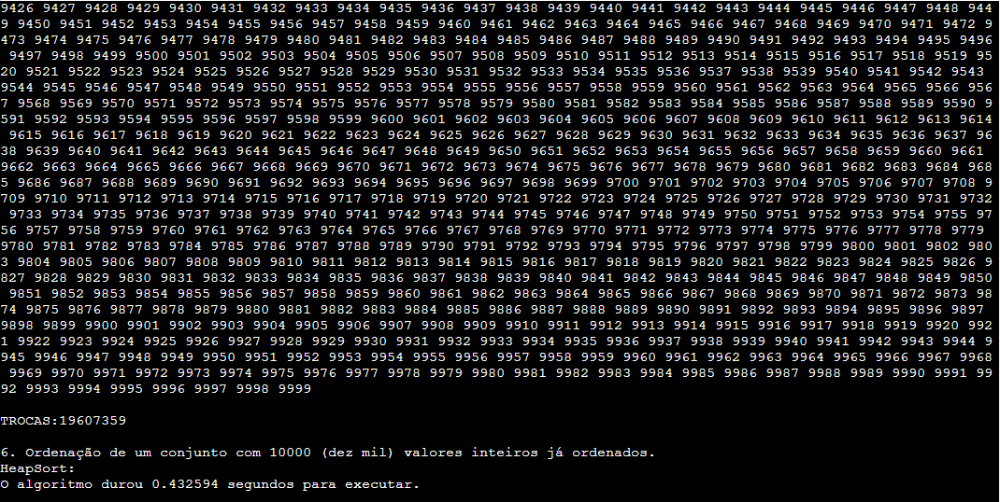 9426 9427 9428 9429 9430 9431 9432 9433 9434 9435 9436 9437 9438 9439 9440 9441 9442 9443 9444 9445 9446 9447 9448 944
9 9450 9451 9452 9453 9454 9455 9456 9457 9458 9459 9460 9461 9462 9463 9464 9465 9466 9467 9468 9469 9470 9471 9472 9
473 9474 9475 9476 9477 9478 9479 9480 9481 9482 9483 9484 9485 9486 9487 9488 9489 9490 9491 9492 9493 9494 9495 9496
9497 9498 9499 9500 9501 9502 9503 9504 9505 9506 9507 9508 9509 9510 9511 9512 9513 9514 9515 9516 9517 9518 9519 95
20 9521 9522 9523 9524 9525 9526 9527 9528 9529 9530 9531 9532 9533 9534 9535 9536 9537 9538 9539 9540 9541 9542 9543
9544 9545 9546 9547 9548 9549 9550 9551 9552 9553 9554 9555 9556 9557 9558 9559 9560 9561 9562 9563 9564 9565 9566 956
7 9568 9569 9570 9571 9572 9573 9574 9575 9576 9577 9578 9579 9580 9581 9582 9583 9584 9585 9586 9587 9588 9589 9590 9
591 9592 9593 9594 9595 9596 9597 9598 9599 9600 9601 9602 9603 9604 9605 9606 9607 9608 9609 9610 9611 9612 9613 9614
9615 9616 9617 9618 9619 9620 9621 9622 9623 9624 9625 9626 9627 9628 9629 9630 9631 9632 9633 9634 9635 9636 9637 96
38 9639 9640 9641 9642 9643 9644 9645 9646 9647 9648 9649 9650 9651 9652 9653 9654 9655 9656 9657 9658 9659 9660 9661
9662 9663 9664 9665 9666 9667 9668 9669 9670 9671 9672 9673 9674 9675 9676 9677 9678 9679 9680 9681 9682 9683 9684 968
5 9686 9687 9688 9689 9690 9691 9692 9693 9694 9695 9696 9697 9698 9699 9700 9701 9702 9703 9704 9705 9706 9707 9708 9
709 9710 9711 9712 9713 9714 9715 9716 9717 9718 9719 9720 9721 9722 9723 9724 9725 9726 9727 9728 9729 9730 9731 9732
9733 9734 9735 9736 9737 9738 9739 9740 9741 9742 9743 9744 9745 9746 9747 9748 9749 9750 9751 9752 9753 9754 9755 97
56 9757 9758 9759 9760 9761 9762 9763 9764 9765 9766 9767 9768 9769 9770 9771 9772 9773 9774 9775 9776 9777 9778 9779
9780 9781 9782 9783 9784 9785 9786 9787 9788 9789 9790 9791 9792 9793 9794 9795 9796 9797 9798 9799 9800 9801 9802 980
3 9804 9805 9806 9807 9808 9809 9810 9811 9812 9813 9814 9815 9816 9817 9818 9819 9820 9821 9822 9823 9824 9825 9826 9
827 9828 9829 9830 9831 9832 9833 9834 9835 9836 9837 9838 9839 9840 9841 9842 9843 9844 9845 9846 9847 9848 9849 9850
9851 9852 9853 9854 9855 9856 9857 9858 9859 9860 9861 9862 9863 9864 9865 9866 9867 9868 9869 9870 9871 9872 9873 98
74 9875 9876 9877 9878 9879 9880 9881 9882 9883 9884 9885 9886 9887 9888 9889 9890 9891 9892 9893 9894 9895 9896 9897
9898 9899 9900 9901 9902 9903 9904 9905 9906 9907 9908 9909 9910 9911 9912 9913 9914 9915 9916 9917 9918 9919 9920 992
1 9922 9923 9924 9925 9926 9927 9928 9929 9930 9931 9932 9933 9934 9935 9936 9937 9938 9939 9940 9941 9942 9943 9944 9
945 9946 9947 9948 9949 9950 9951 9952 9953 9954 9955 9956 9957 9958 9959 9960 9961 9962 9963 9964 9965 9966 9967 9968
9969 9970 9971 9972 9973 9974 9975 9976 9977 9978 9979 9980 9981 9982 9983 9984 9985 9986 9987 9988 9989 9990 9991 99
92 9993 9994 9995 9996 9997 9998 9999
TROCAS:19607359
6. Ordenação de um conjunto com 10000 (dez mil) valores inteiros já ordenados.
HeapSort:
O algoritmo durou 0.432594 segundos para executar.